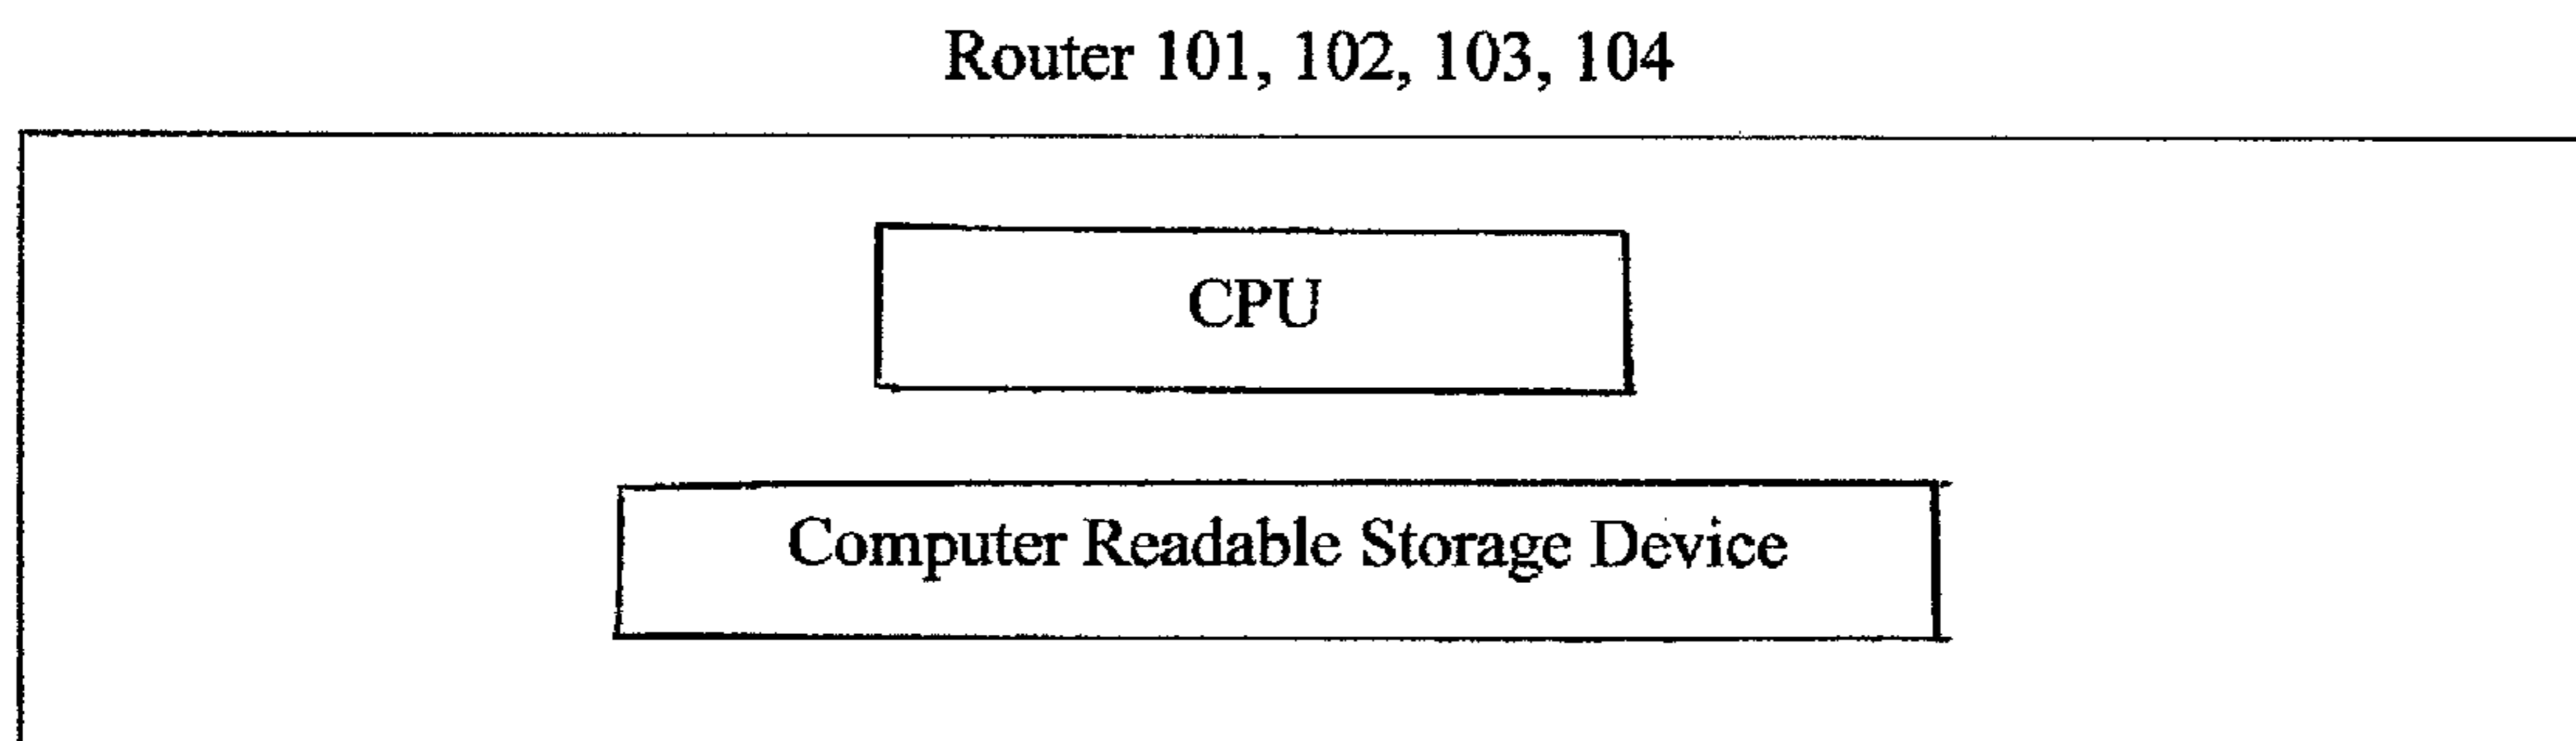 Router 101, 102, 103, 104
CPU
Computer Readable Storage Device